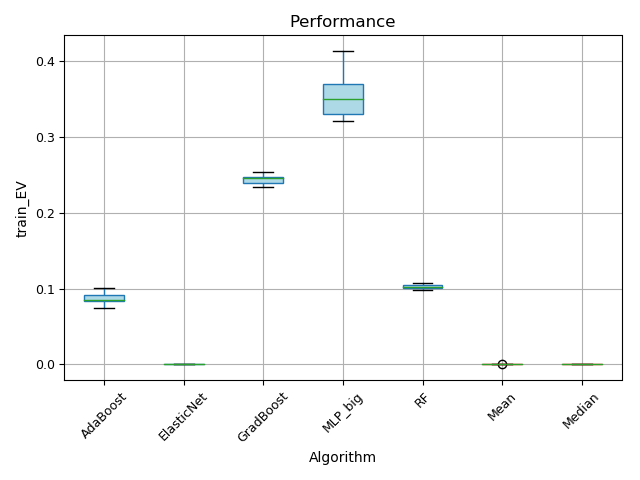 Performance
0.4
0.3
0.2
0.1
0.0
train_EV
AdaBoost
ElasticNet
GradBoost
MLP_big
RF
Mean
Median
Algorithm